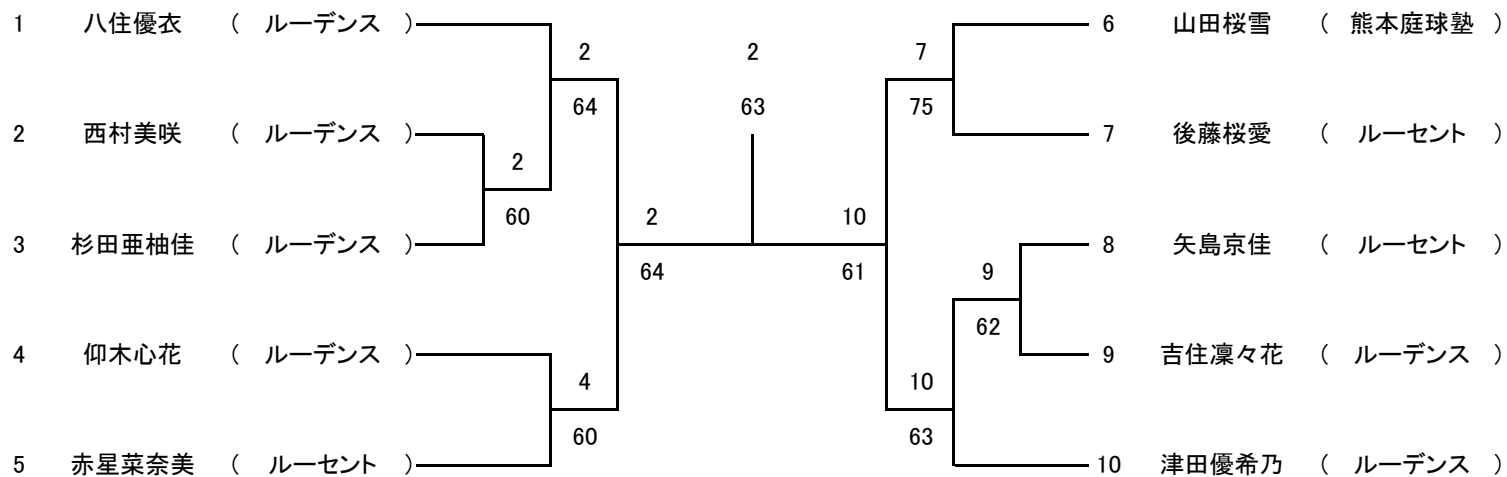 1 八住優衣 ( ルーデンス ) 6 山田桜雪 ( 熊本庭球塾 )
2 2 7
64 63 75
2 西村美咲 ( ルーデンス ) 7 後藤桜愛 ( ルーセント )
2
60 2 10
3 杉田亜柚佳 ( ルーデンス ) 8 矢島京佳 ( ルーセント )
64 61 9
62
4 仰木心花 ( ルーデンス ) 9 吉住凜々花 ( ルーデンス )
4 10
60 63
5 赤星菜奈美 ( ルーセント ) 10 津田優希乃 ( ルーデンス )